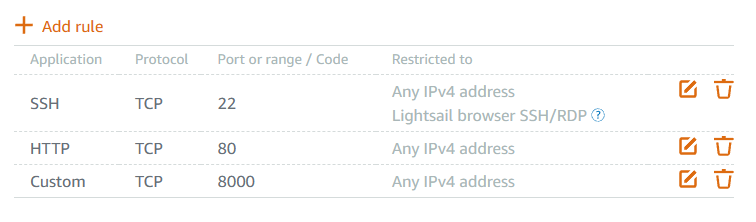 Add rule
Application Protocol Port or range / Code Restricted to
SSH TCP 22 Any IPv4 address
Lightsail browser SSH/RDP ?
HTTP TCP 80 Any IPv4 address
Custom TCP 8000 Any IPv4 address